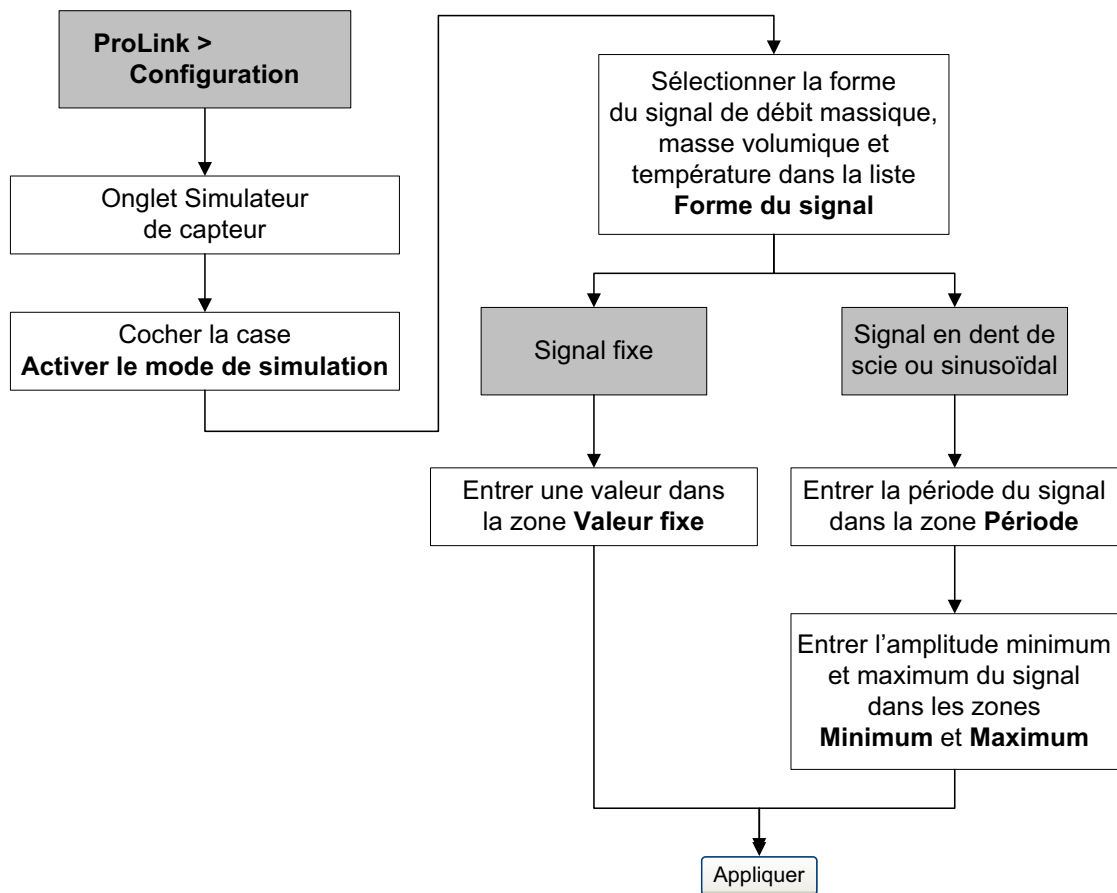 ProLink >
Configuration
Onglet Simulateur
de capteur
Cocher la case
Activer le mode de simulation
Sélectionner la forme
du signal de débit massique,
masse volumique et
température dans la liste
Forme du signal
Signal fixe
Signal en dent de
scie ou sinusoïdal
Entrer une valeur dans
la zone Valeur fixe
Entrer la période du signal
dans la zone Période
Entrer l’amplitude minimum
et maximum du signal
dans les zones
Minimum et Maximum
Appliquer